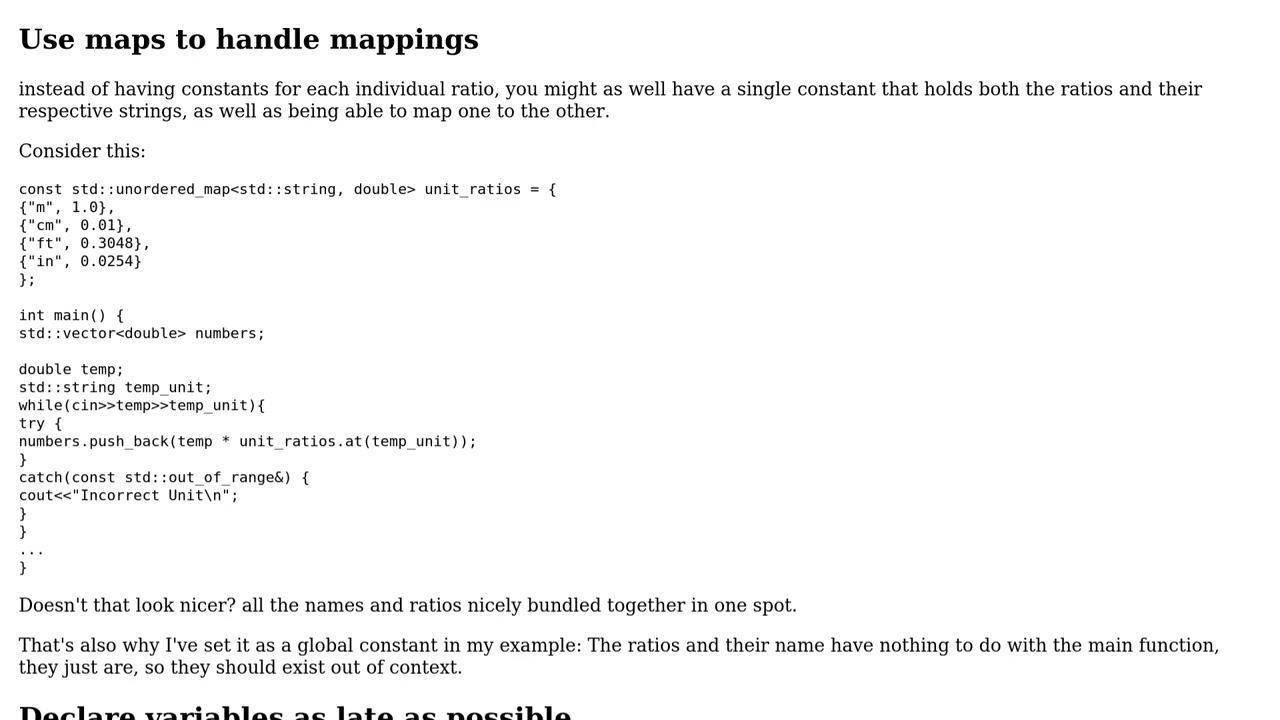 Use maps to handle mappings
instead of having constants for each individual ratio, you might as well have a single constant that holds both the ratios and their
respective strings, as well as being able to map one to the other.
Consider this:
const std::unordered_map<std::string, double> unit_ratios = {
{"m", 1.0},
{"cm", 0.01},
{"ft", 0.3048},
{"in", 0.0254}
};
int main() {
std::vector<double> numbers;
double temp;
std::string temp_unit;
while(cin>>temp>>temp_unit){
try {
numbers.push_back(temp * unit_ratios.at(temp_unit));
}
catch(const std::out_of_range&) {
cout<<"Incorrect Unit\n";
}
}
...
}
Doesn't that look nicer? all the names and ratios nicely bundled together in one spot.
That's also why I've set it as a global constant in my example: The ratios and their name have nothing to do with the main function,
they just are, so they should exist out of context.
Declare variables as late as possible